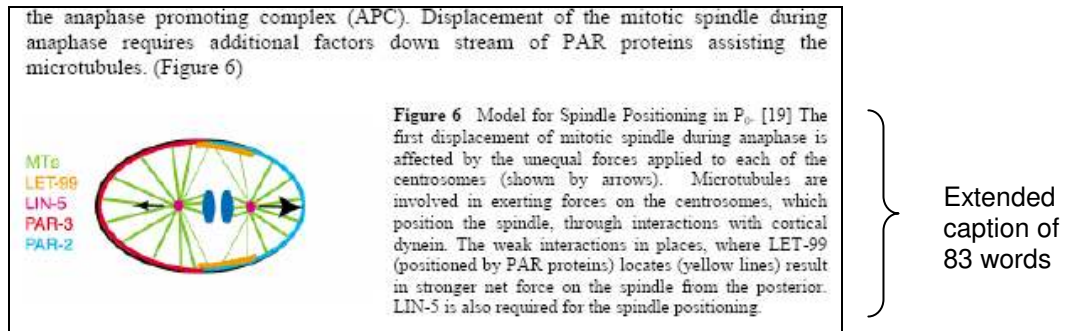 the anaphase promoting complex (APC). Displacement of the mitotic spindle during
anaphase requires additional factors down stream of PAR proteins assisting the
microtubules. (Figure 6)
MTs
LET-99
LIN-5
PAR-3
PAR-2
Figure 6 Model for Spindle Positioning in P0. [19] The
first displacement of mitotic spindle during anaphase is
affected by the unequal forces applied to each of the
centrosomes (shown by arrows). Microtubules are
involved in exerting forces on the centrosomes, which
position the spindle, through interactions with cortical
dynein. The weak interactions in places, where LET-99
(positioned by PAR proteins) locates (yellow lines) result
in stronger net force on the spindle from the posterior.
LIN-5 is also required for the spindle positioning.
Extended
caption of
83 words